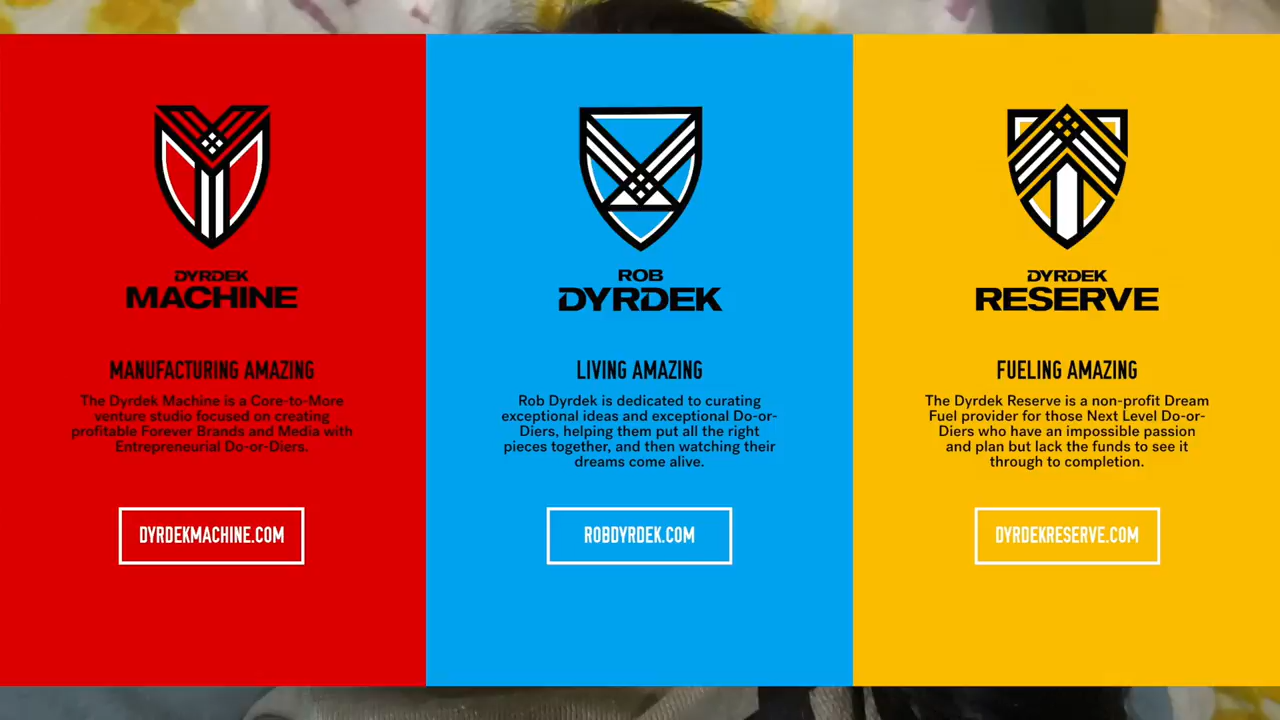 DYRDEK
MACHINE
MANUFACTURING AMAZING
The Dyrdek Machine is a Core-to-More
venture studio focused on creating
profitable Forever Brands and Media with
Entrepreneurial Do-or-Diers.
DYRDEKMACHINE.COM
ROB
DYRDEK
LIVING AMAZING
Rob Dyrdek is dedicated to curating
exceptional ideas and exceptional Do-or-
Diers, helping them put all the right
pieces together, and then watching their
dreams come alive.
ROBDYRDEK.COM
DYRDEK
RESERVE
FUELING AMAZING
The Dyrdek Reserve is a non-profit Dream
Fuel provider for those Next Level Do-or-
Diers who have an impossible passion
and plan but lack the funds to see it
through to completion.
DYRDEKRESERVE.COM